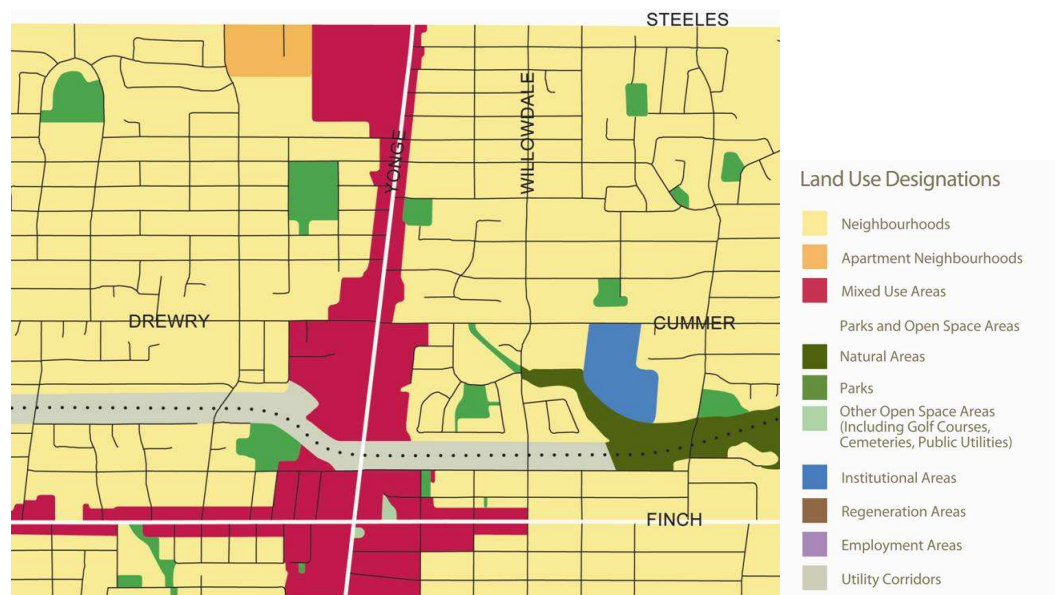 STEELES
YONGE
WILLOWDALE
DREWRY
CUMMER
FINCH
Land Use Designations
Neighbourhoods
Apartment Neighbourhoods
Mixed Use Areas
Parks and Open Space Areas
Natural Areas
Parks
Other Open Space Areas
(Including Golf Courses,
Cemeteries, Public Utilities)
Institutional Areas
Regeneration Areas
Employment Areas
Utility Corridors